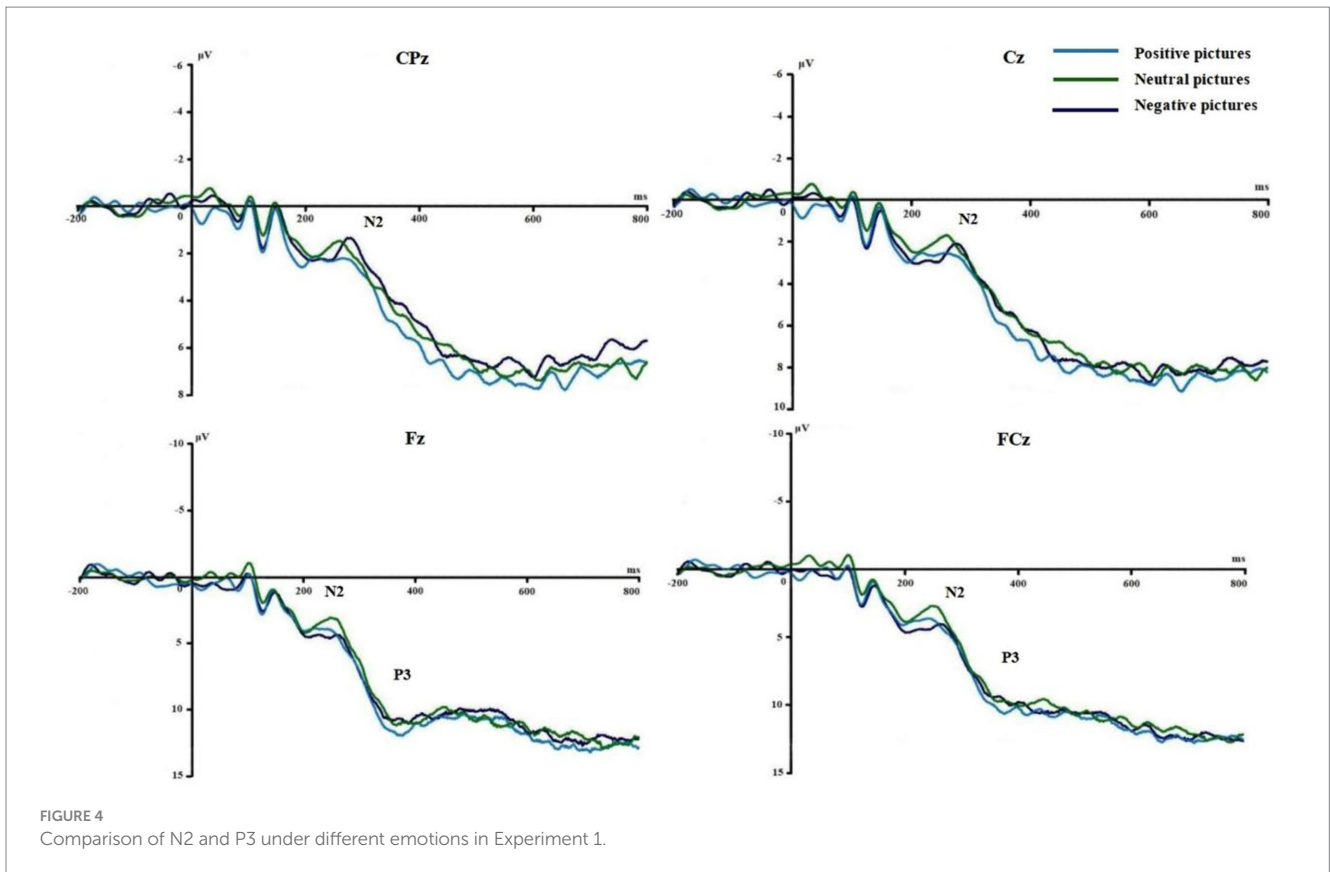 CPz
µV
-6
-4
-2
ms
-200
0
200
400
600
800
N2
2
4
6
8
Cz
µV
-6
-4
-2
ms
-200
0
200
400
600
800
N2
2
4
6
8
10
Positive pictures
Neutral pictures
Negative pictures
Fz
µV
-10
-5
ms
-200
0
200
400
600
800
N2
P3
5
10
15
FCz
µV
-10
-5
ms
-200
0
200
400
600
800
N2
P3
5
10
15
FIGURE 4
Comparison of N2 and P3 under different emotions in Experiment 1.